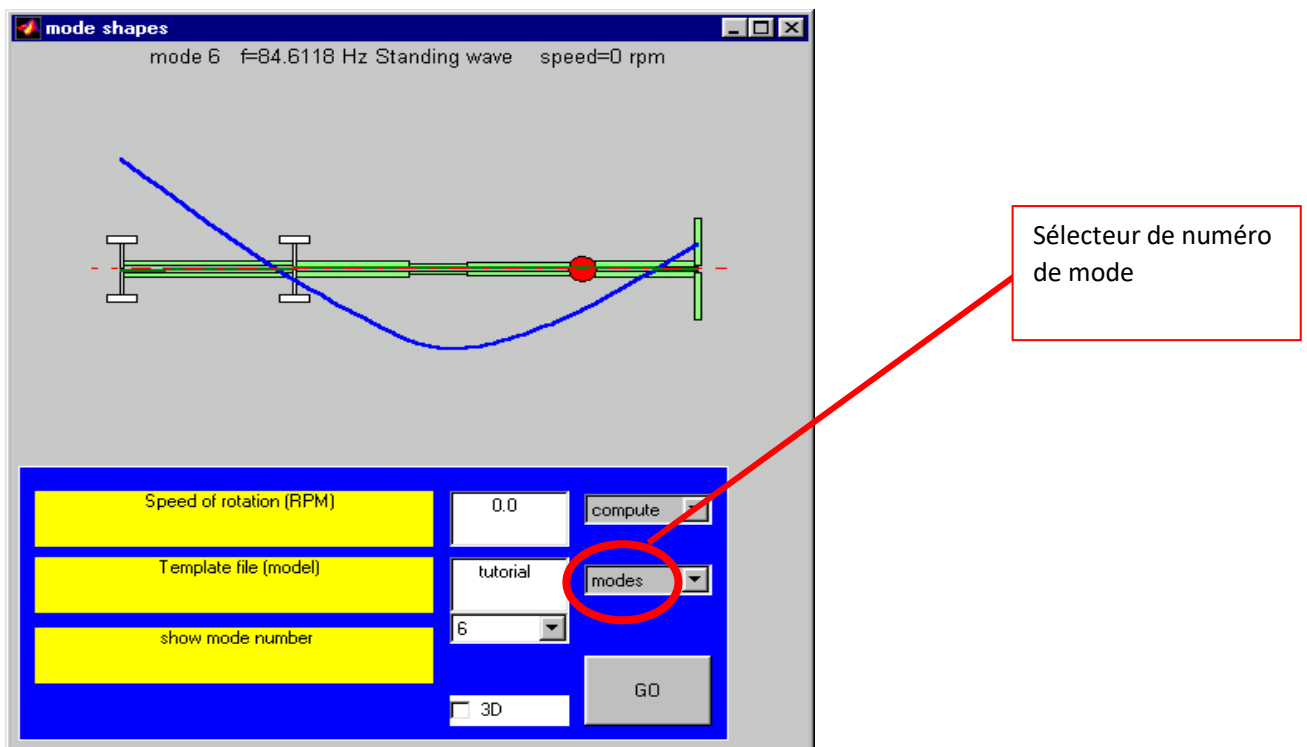 mode shapes
mode 6 f=84.6118 Hz Standing wave speed=0 rpm
Sélecteur de numéro
de mode
Speed of rotation (RPM)
0.0
compute
Template file (model)
tutorial
modes
show mode number
6
3D
GO